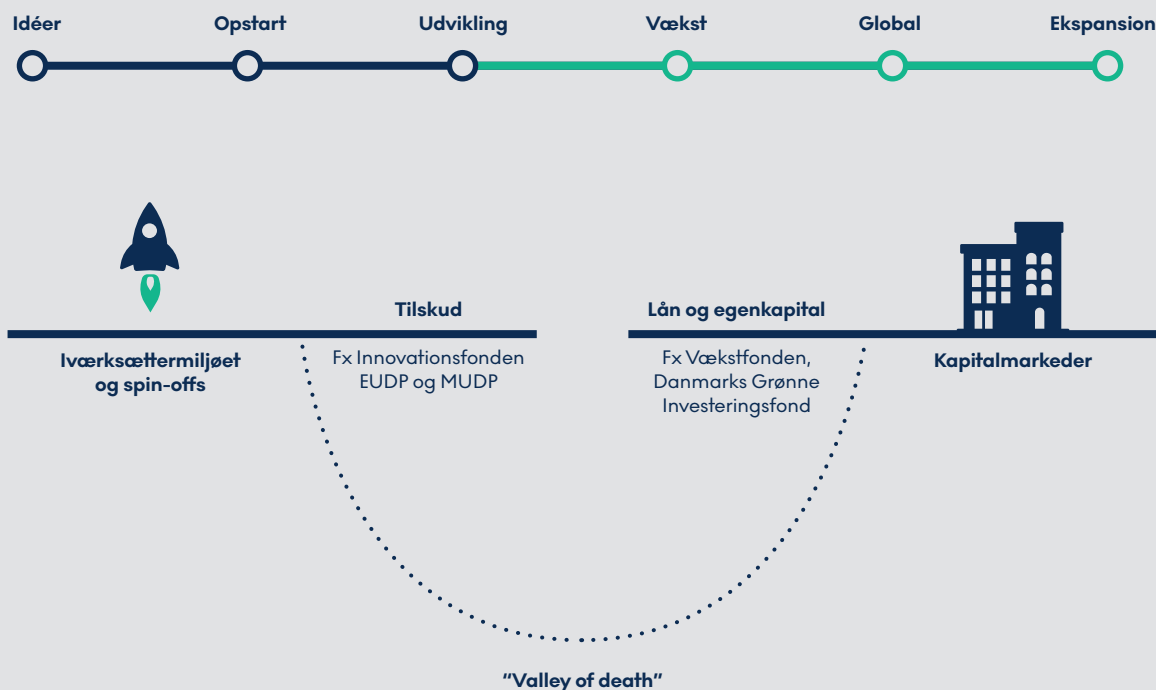 Idéer
Opstart
Udvikling
Vækst
Global
Ekspansion
Tilskud
Lån og egenkapital
Iværksættermiljøet
og spin-offs
Fx Innovationsfonden
EUDP og MUDP
Fx Vækstfonden,
Danmarks Grønne
Investeringsfond
Kapitalmarkeder
“Valley of death”